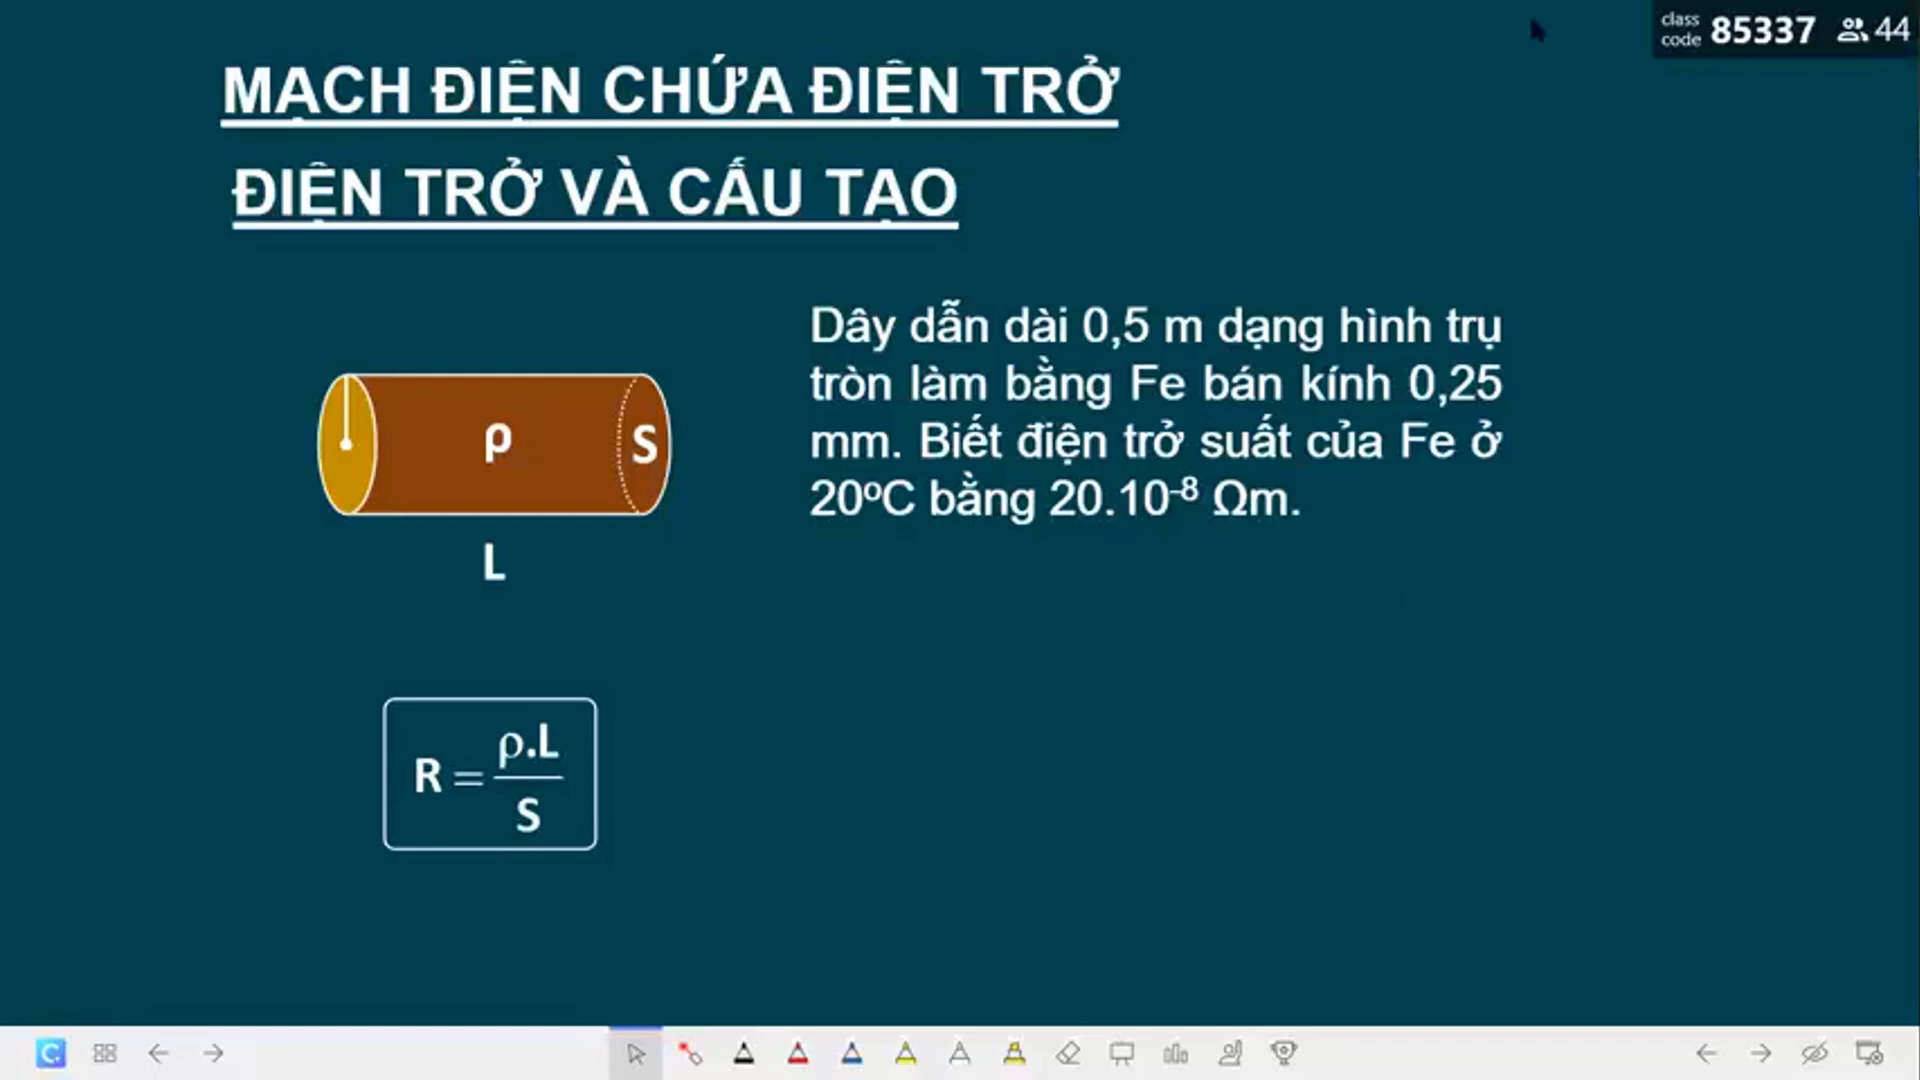 class code 85337 44
MẠCH ĐIỆN CHỨA ĐIỆN TRỞ
ĐIỆN TRỞ VÀ CẤU TẠO
Dây dẫn dài 0,5 m dạng hình trụ
tròn làm bằng Fe bán kính 0,25
mm. Biết điện trở suất của Fe ở
20ºC bằng 20.10⁻⁸ Ωm.
ρ
S
L
R = ρ.L / S